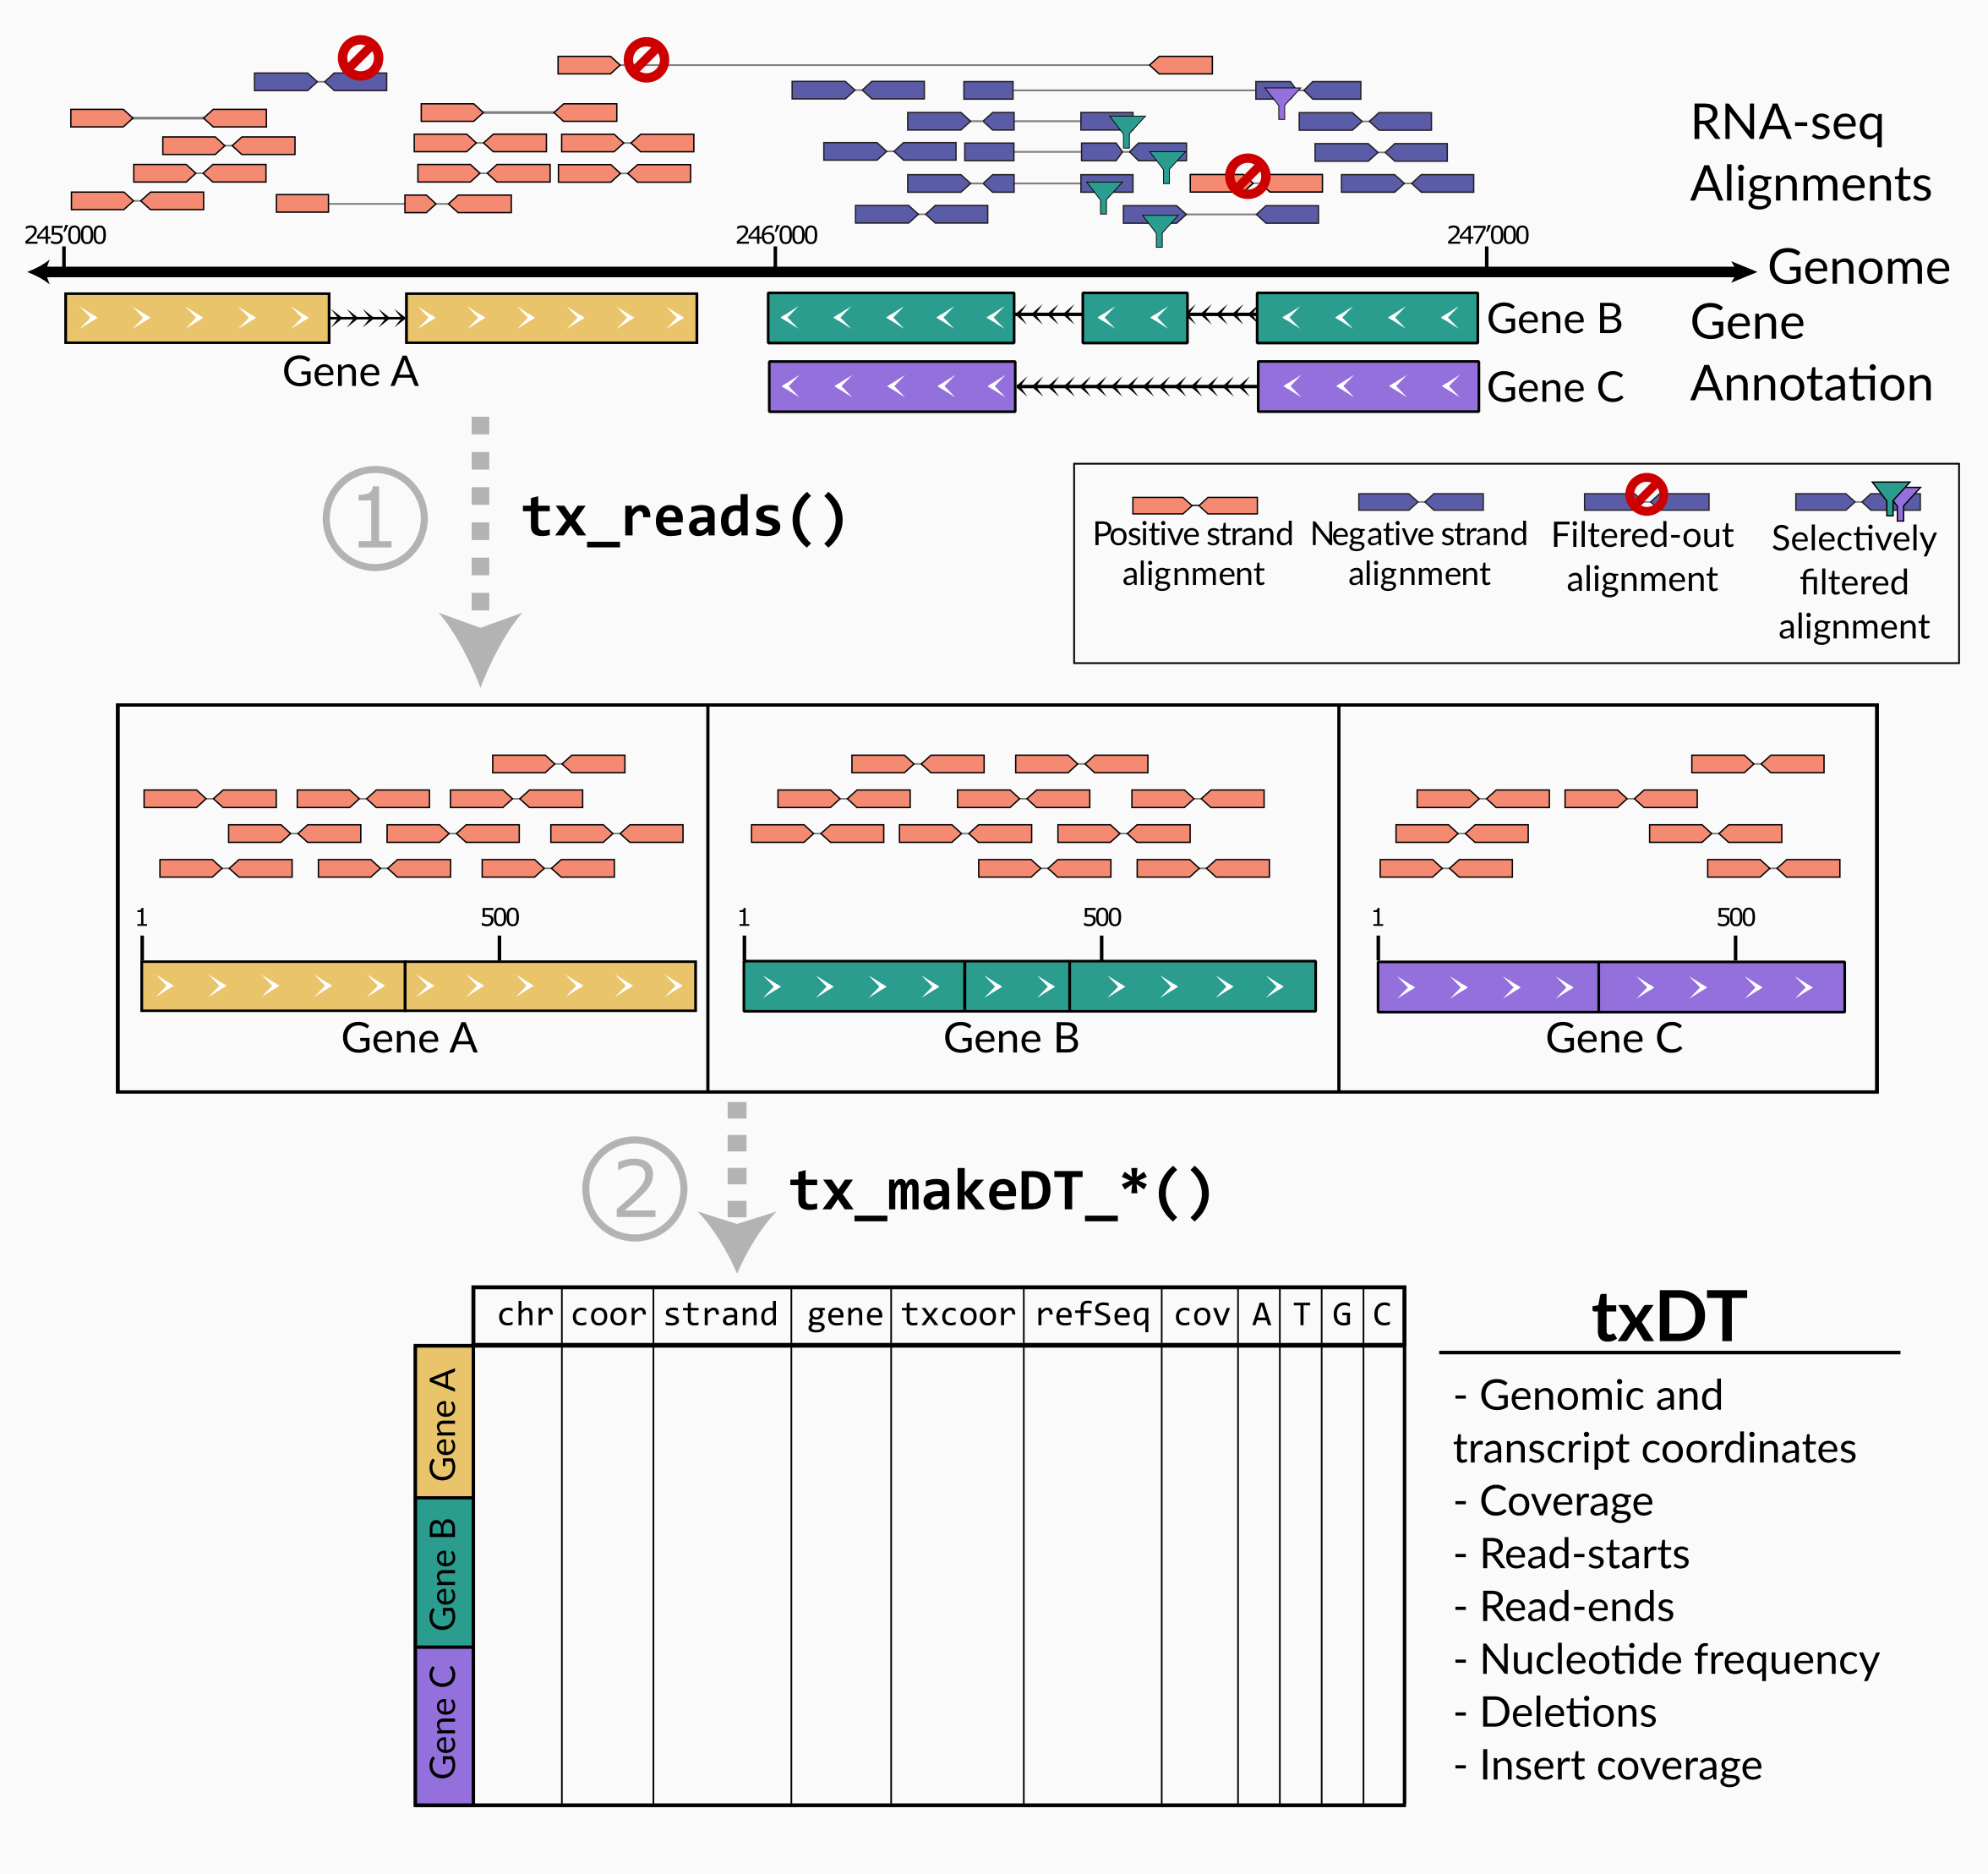 RNA-seq
Alignments
245'000
246'000
247'000
Genome
Gene A
Gene B
Gene C
Gene
Annotation
1
tx_reads()
Positive strand
alignment
Negative strand
alignment
Filtered-out
alignment
Selectively
filtered
alignment
1
500
Gene A
1
500
Gene B
1
500
Gene C
2
tx_makeDT_*()
chr coor strand gene txcoor refSeq cov A T G C
Gene A
Gene B
Gene C
txDT
- Genomic and
transcript coordinates
- Coverage
- Read-starts
- Read-ends
- Nucleotide frequency
- Deletions
- Insert coverage